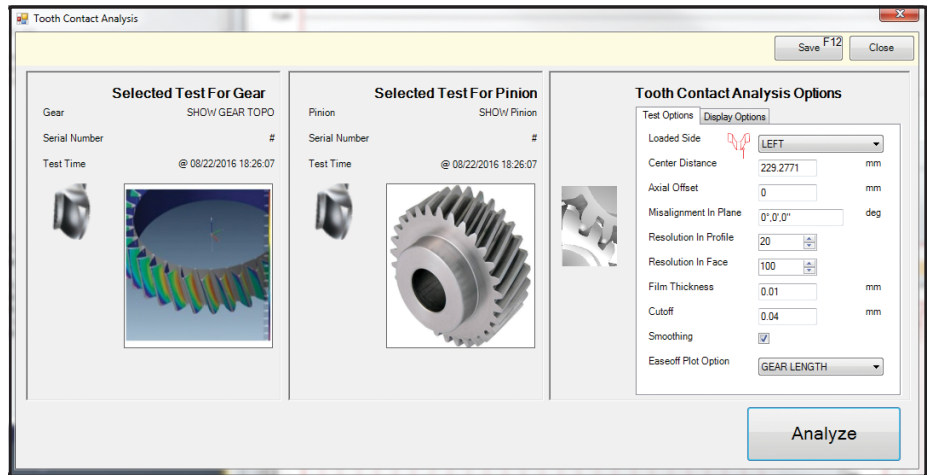 Tooth Contact Analysis
Save F12 Close
Selected Test For Gear
Gear SHOW GEAR TOPO
Serial Number #
Test Time @ 08/22/2016 18:26:07
Selected Test For Pinion
Pinion SHOW Pinion
Serial Number #
Test Time @ 08/22/2016 18:26:07
Tooth Contact Analysis Options
Test Options Display Options
Loaded Side LEFT
Center Distance 229.2771 mm
Axial Offset 0 mm
Misalignment In Plane 0°,0',0" deg
Resolution In Profile 20
Resolution In Face 100
Film Thickness 0.01 mm
Cutoff 0.04 mm
Smoothing
Easeoff Plot Option GEAR LENGTH
Analyze